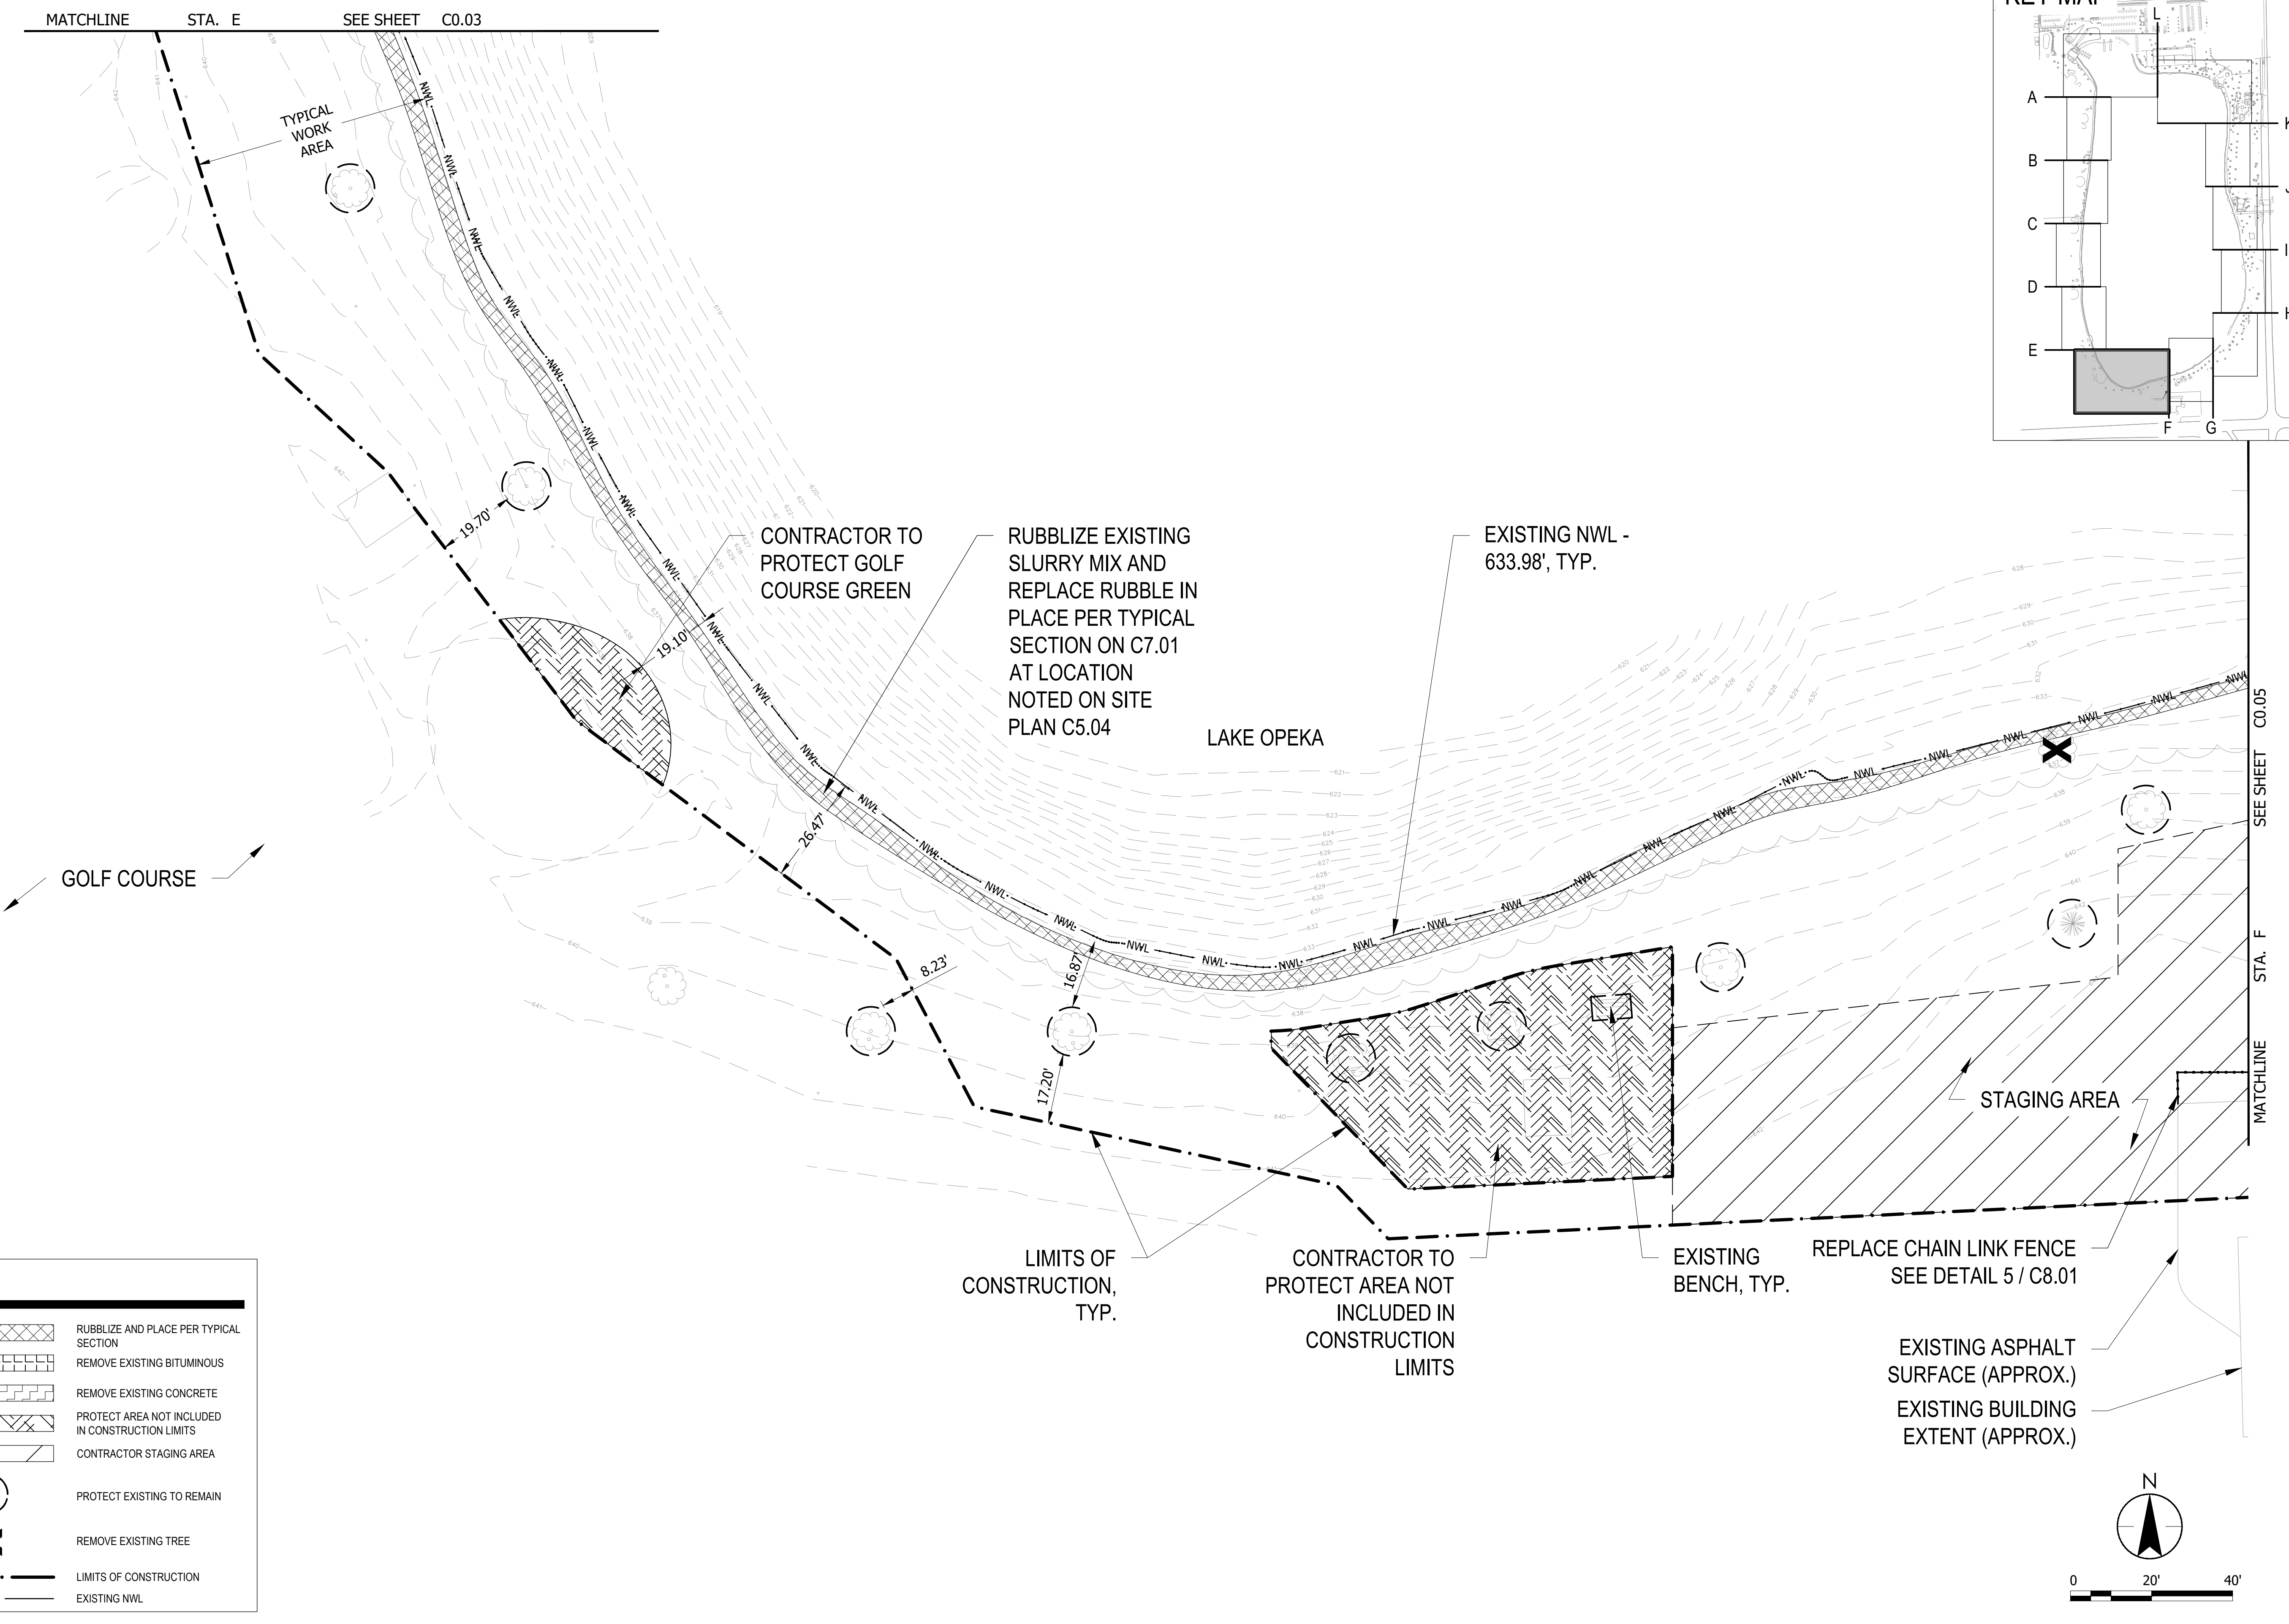 MATCHLINE STA. E SEE SHEET C0.03
KEY MAP
L
A
K
B
J
C
I
D
H
E
F G
TYPICAL
WORK
AREA
19.70'
CONTRACTOR TO
PROTECT GOLF
COURSE GREEN
RUBBLIZE EXISTING
SLURRY MIX AND
REPLACE RUBBLE IN
PLACE PER TYPICAL
SECTION ON C7.01
AT LOCATION
NOTED ON SITE
PLAN C5.04
EXISTING NWL -
633.98', TYP.
19.10'
LAKE OPEKA
26.47'
GOLF COURSE
8.23'
16.87'
17.20'
NWL
STAGING AREA
MATCHLINE STA. F SEE SHEET C0.05
LIMITS OF
CONSTRUCTION,
TYP.
CONTRACTOR TO
PROTECT AREA NOT
INCLUDED IN
CONSTRUCTION
LIMITS
EXISTING
BENCH, TYP.
REPLACE CHAIN LINK FENCE
SEE DETAIL 5 / C8.01
EXISTING ASPHALT
SURFACE (APPROX.)
EXISTING BUILDING
EXTENT (APPROX.)
RUBBLIZE AND PLACE PER TYPICAL
SECTION
REMOVE EXISTING BITUMINOUS
REMOVE EXISTING CONCRETE
PROTECT AREA NOT INCLUDED
IN CONSTRUCTION LIMITS
CONTRACTOR STAGING AREA
PROTECT EXISTING TO REMAIN
REMOVE EXISTING TREE
LIMITS OF CONSTRUCTION
EXISTING NWL
N
0 20' 40'